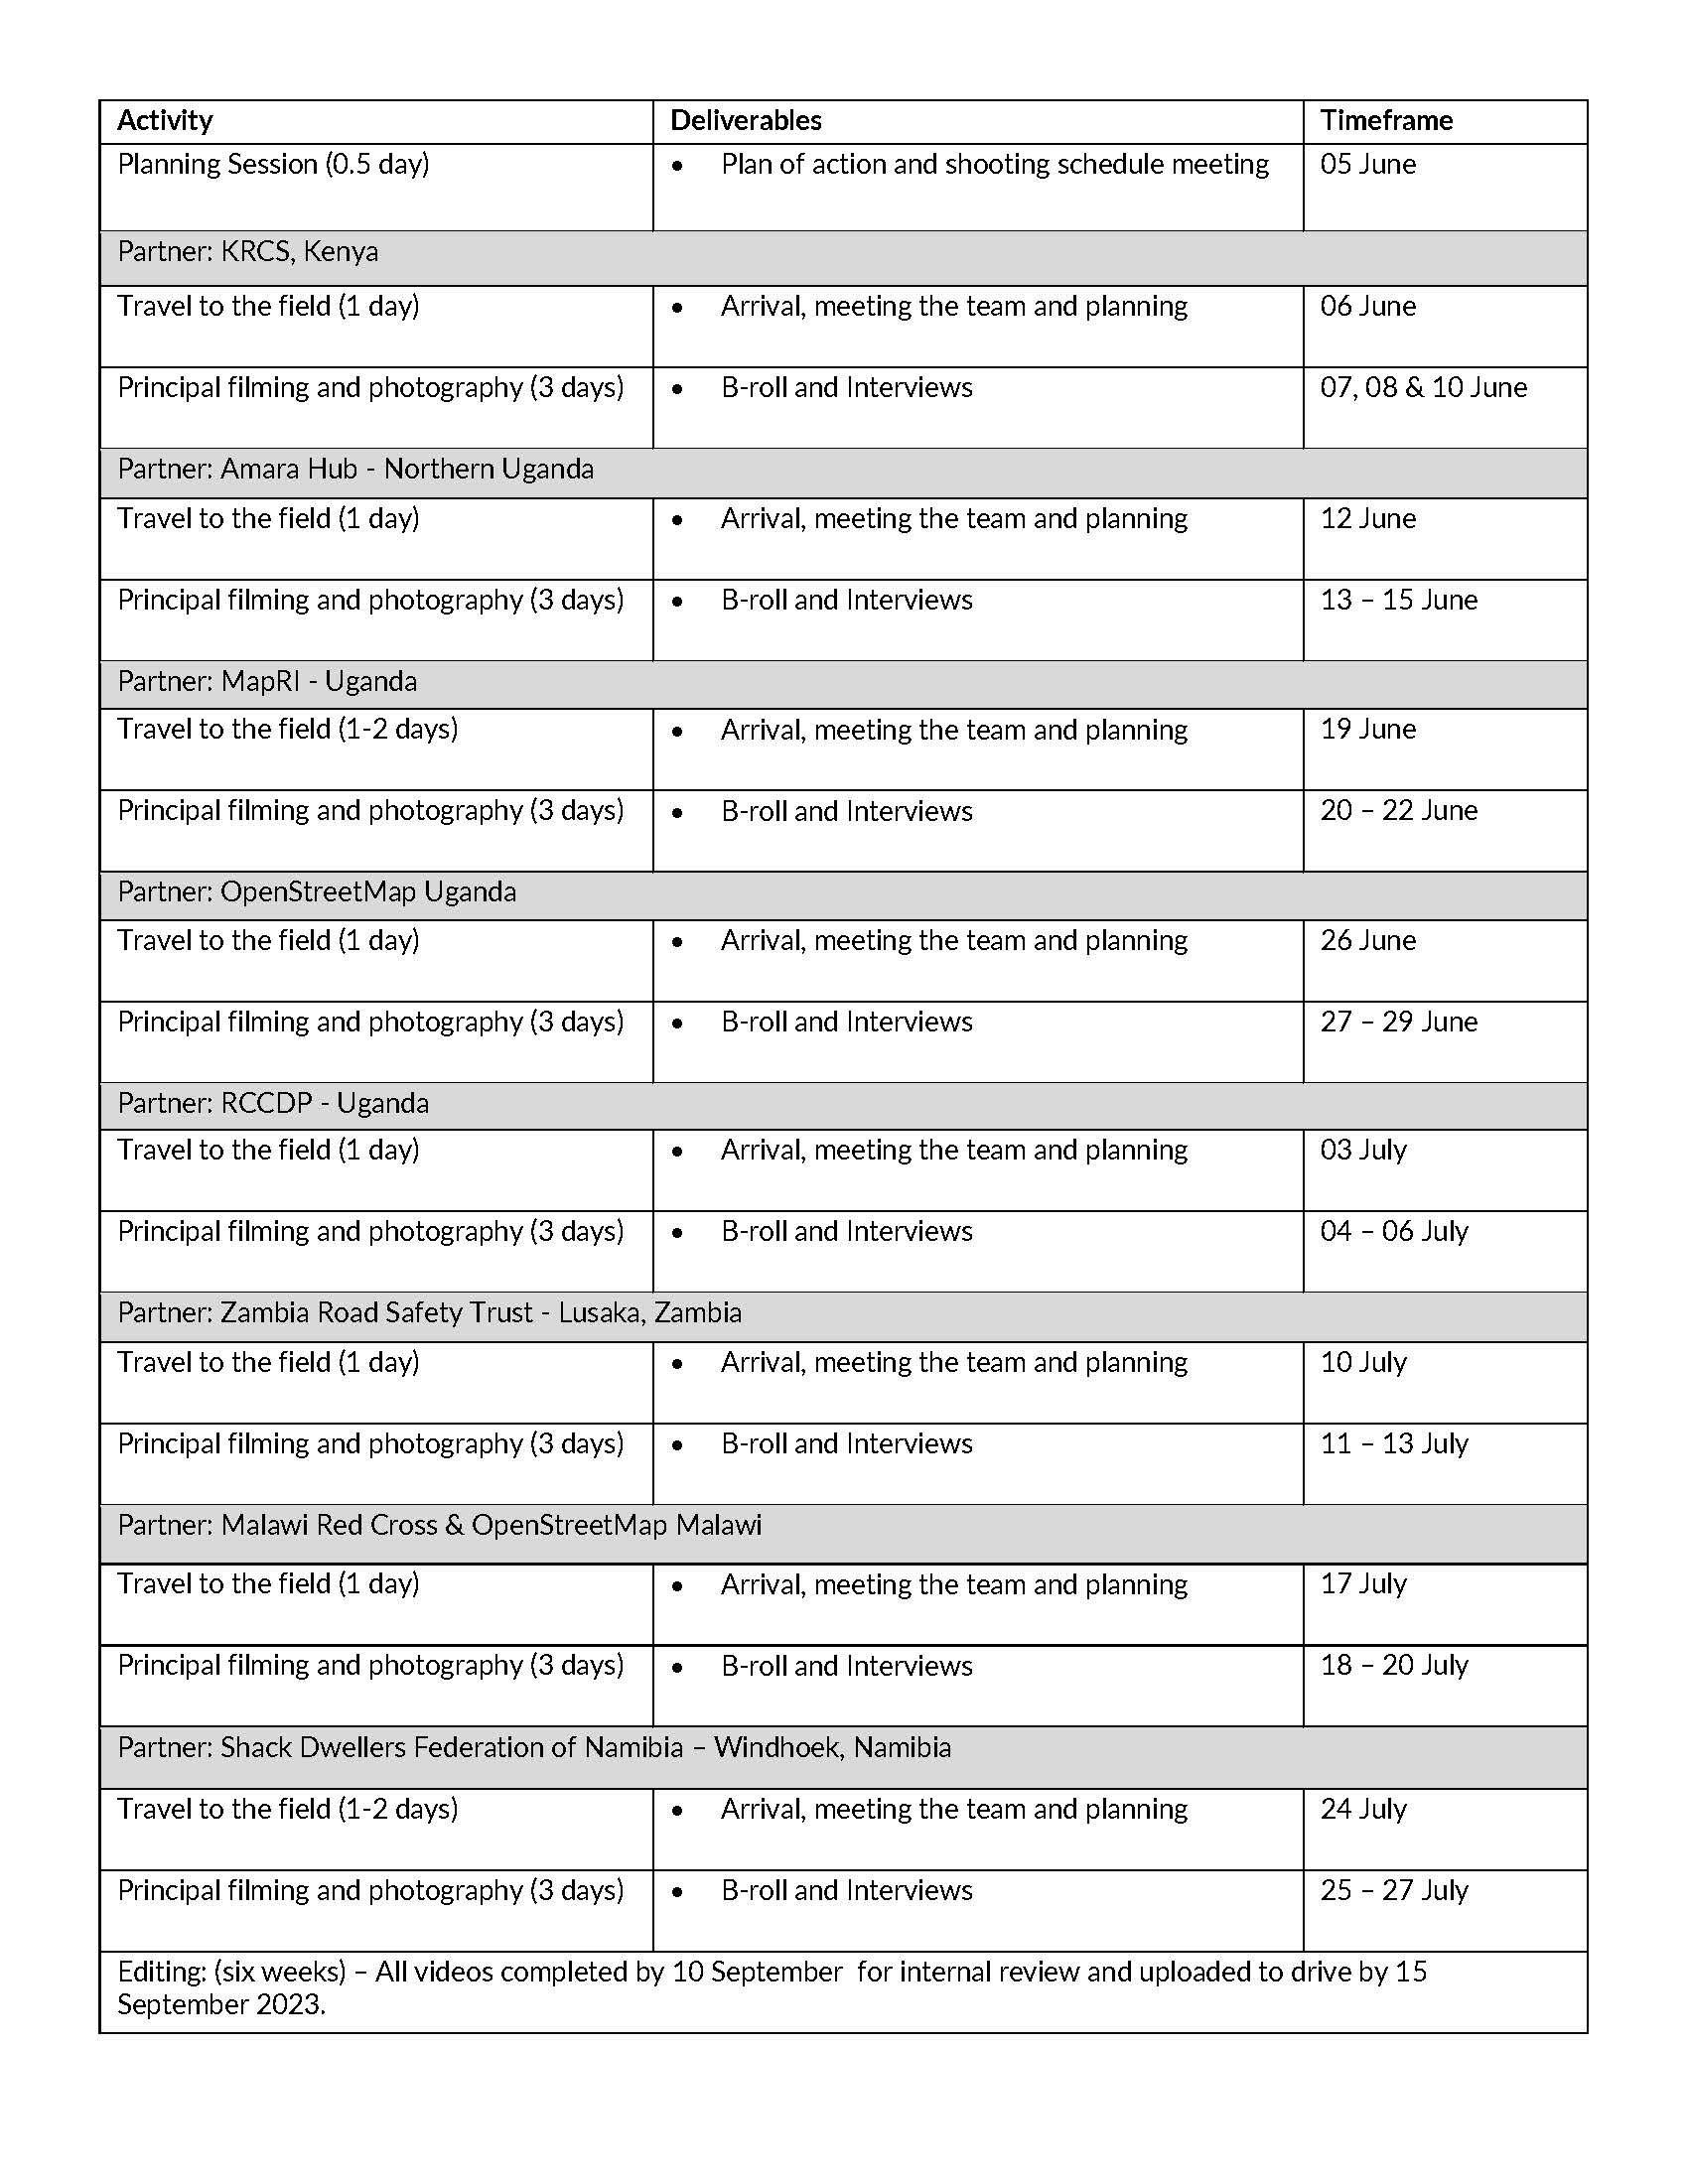 Activity Deliverables Timeframe
Planning Session (0.5 day) • Plan of action and shooting schedule meeting 05 June
Partner: KRCS, Kenya
Travel to the field (1 day) • Arrival, meeting the team and planning 06 June
Principal filming and photography (3 days) • B-roll and Interviews 07, 08 & 10 June
Partner: Amara Hub - Northern Uganda
Travel to the field (1 day) • Arrival, meeting the team and planning 12 June
Principal filming and photography (3 days) • B-roll and Interviews 13 – 15 June
Partner: MapRI - Uganda
Travel to the field (1-2 days) • Arrival, meeting the team and planning 19 June
Principal filming and photography (3 days) • B-roll and Interviews 20 – 22 June
Partner: OpenStreetMap Uganda
Travel to the field (1 day) • Arrival, meeting the team and planning 26 June
Principal filming and photography (3 days) • B-roll and Interviews 27 – 29 June
Partner: RCCDP - Uganda
Travel to the field (1 day) • Arrival, meeting the team and planning 03 July
Principal filming and photography (3 days) • B-roll and Interviews 04 – 06 July
Partner: Zambia Road Safety Trust - Lusaka, Zambia
Travel to the field (1 day) • Arrival, meeting the team and planning 10 July
Principal filming and photography (3 days) • B-roll and Interviews 11 – 13 July
Partner: Malawi Red Cross & OpenStreetMap Malawi
Travel to the field (1 day) • Arrival, meeting the team and planning 17 July
Principal filming and photography (3 days) • B-roll and Interviews 18 – 20 July
Partner: Shack Dwellers Federation of Namibia – Windhoek, Namibia
Travel to the field (1-2 days) • Arrival, meeting the team and planning 24 July
Principal filming and photography (3 days) • B-roll and Interviews 25 – 27 July
Editing: (six weeks) – All videos completed by 10 September for internal review and uploaded to drive by 15
September 2023.